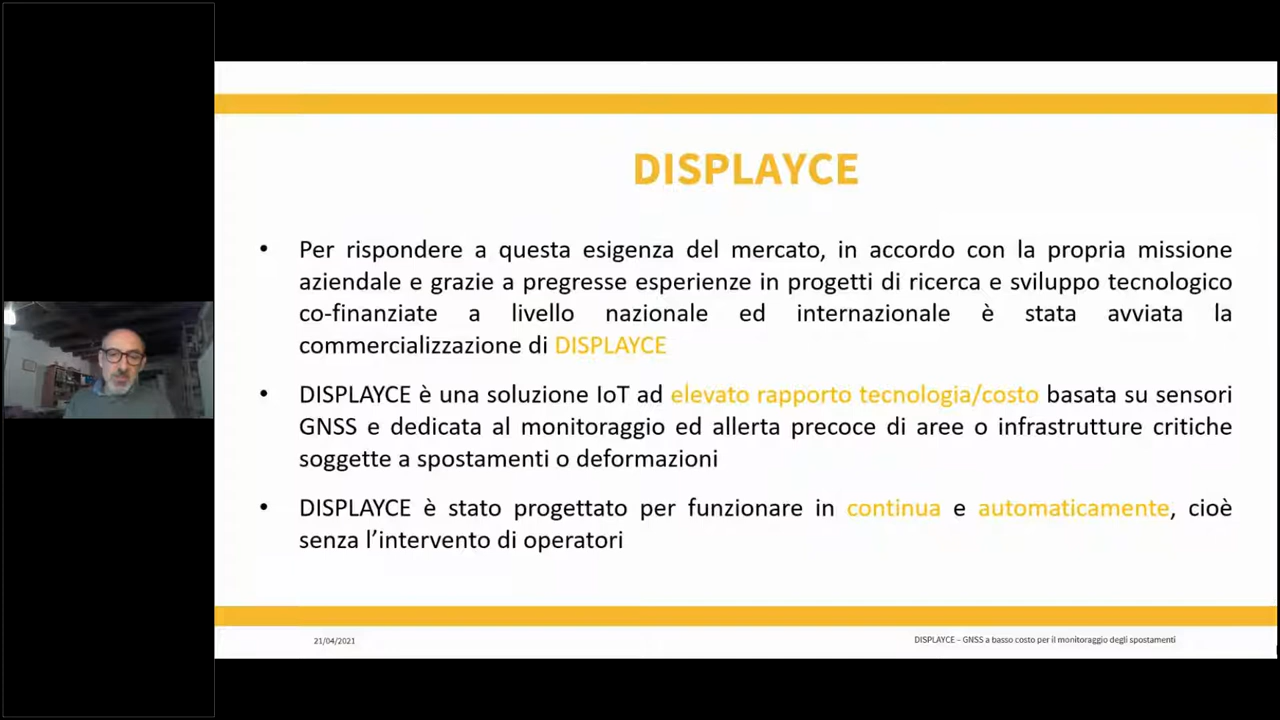 DISPLAYCE
• Per rispondere a questa esigenza del mercato, in accordo con la propria missione
aziendale e grazie a pregresse esperienze in progetti di ricerca e sviluppo tecnologico
co-finanziate a livello nazionale ed internazionale è stata avviata la
commercializzazione di DISPLAYCE
• DISPLAYCE è una soluzione IoT ad elevato rapporto tecnologia/costo basata su sensori
GNSS e dedicata al monitoraggio ed allerta precoce di aree o infrastrutture critiche
soggette a spostamenti o deformazioni
• DISPLAYCE è stato progettato per funzionare in continua e automaticamente, cioè
senza l’intervento di operatori
21/04/2021
DISPLAYCE – GNSS a basso costo per il monitoraggio degli spostamenti